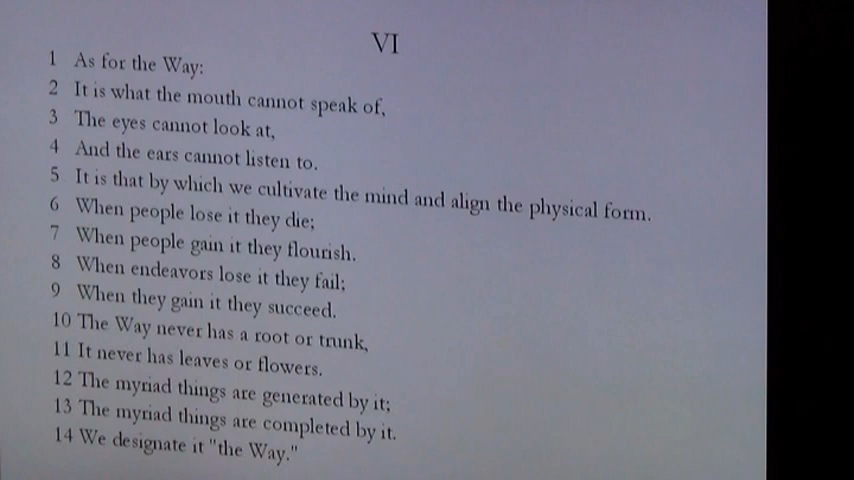 VI
1 As for the Way:
2 It is what the mouth cannot speak of,
3 The eyes cannot look at,
4 And the ears cannot listen to.
5 It is that by which we cultivate the mind and align the physical form.
6 When people lose it they die;
7 When people gain it they flourish.
8 When endeavors lose it they fail;
9 When they gain it they succeed.
10 The Way never has a root or trunk,
11 It never has leaves or flowers.
12 The myriad things are generated by it;
13 The myriad things are completed by it.
14 We designate it "the Way."